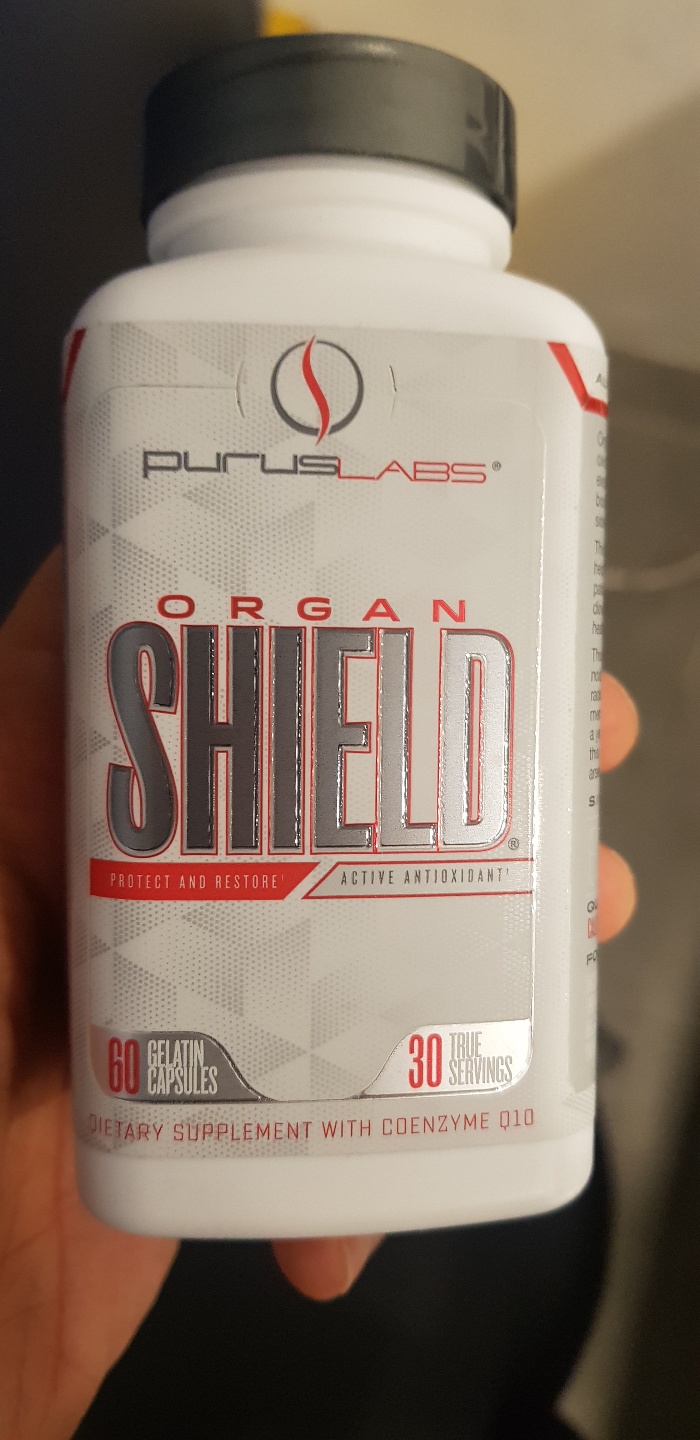 PURUSLABS®
ORGAN
SHIELD®
PROTECT AND RESTORE†
ACTIVE ANTIOXIDANT†
60 GELATIN
CAPSULES
30 TRUE
SERVINGS
DIETARY SUPPLEMENT WITH COENZYME Q10